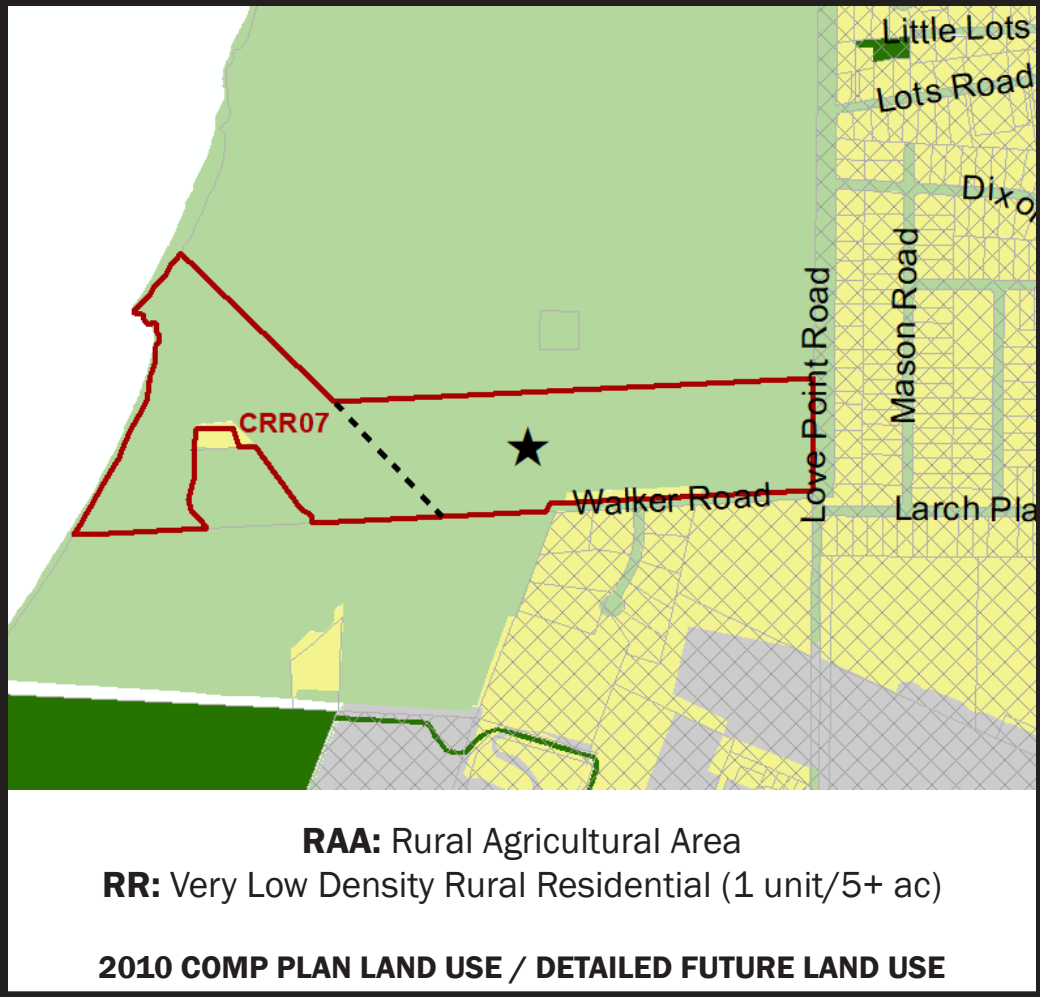 Little Lots
Lots Road
Dixo
Mason Road
Love Point Road
CRR07
Walker Road
Larch Pla
RAA: Rural Agricultural Area
RR: Very Low Density Rural Residential (1 unit/5+ ac)
2010 COMP PLAN LAND USE / DETAILED FUTURE LAND USE